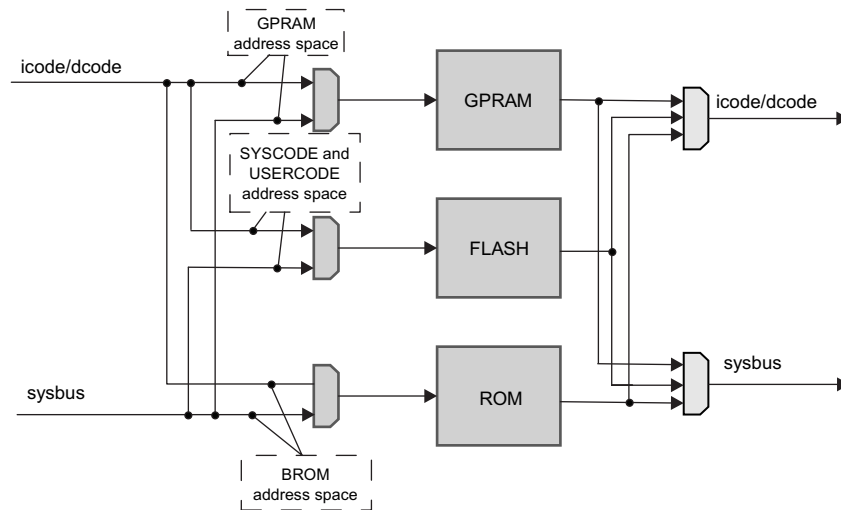 GPRAM
address space
icode/dcode
GPRAM
icode/dcode
SYSCODE and
USERCODE
address space
FLASH
sysbus
ROM
sysbus
BROM
address space